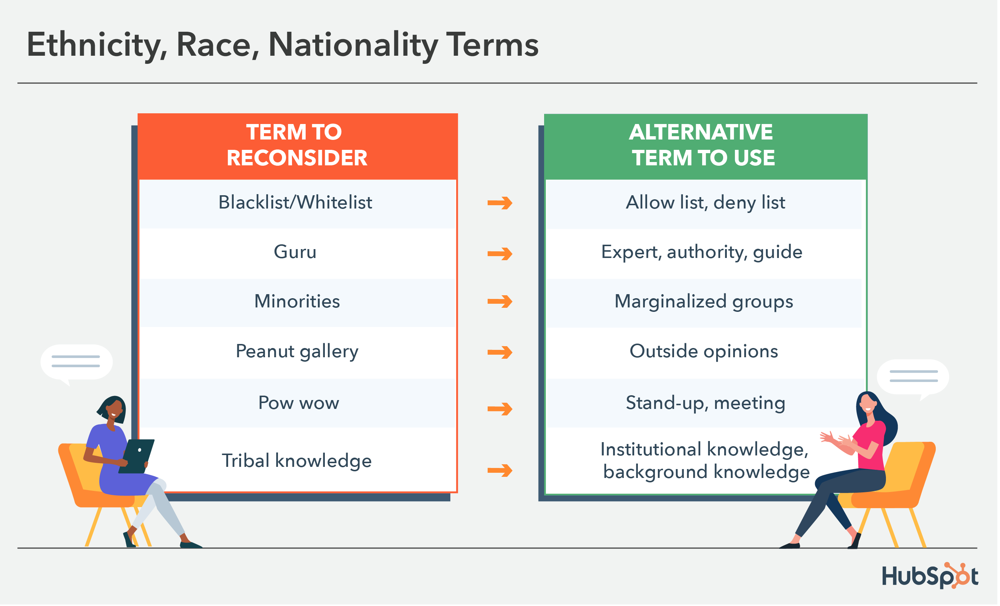 Ethnicity, Race, Nationality Terms
TERM TO
RECONSIDER
ALTERNATIVE
TERM TO USE
Blacklist/Whitelist
Allow list, deny list
Guru
Expert, authority, guide
Minorities
Marginalized groups
Peanut gallery
Outside opinions
Pow wow
Stand-up, meeting
Tribal knowledge
Institutional knowledge,
background knowledge
HubSpot